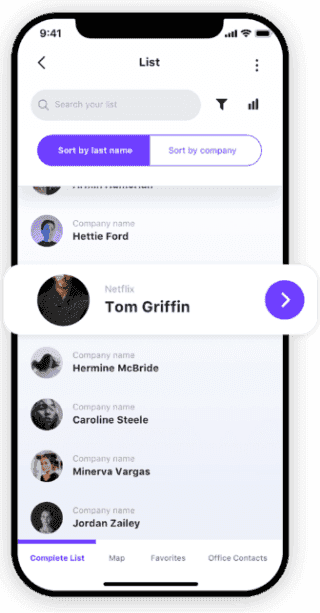 9:41
List
Search your list
Sort by last name
Sort by company
Company name
Hettie Ford
Netflix
Tom Griffin
Company name
Hermine McBride
Company name
Caroline Steele
Company name
Minerva Vargas
Company name
Jordan Zailey
Complete List
Map
Favorites
Office Contacts